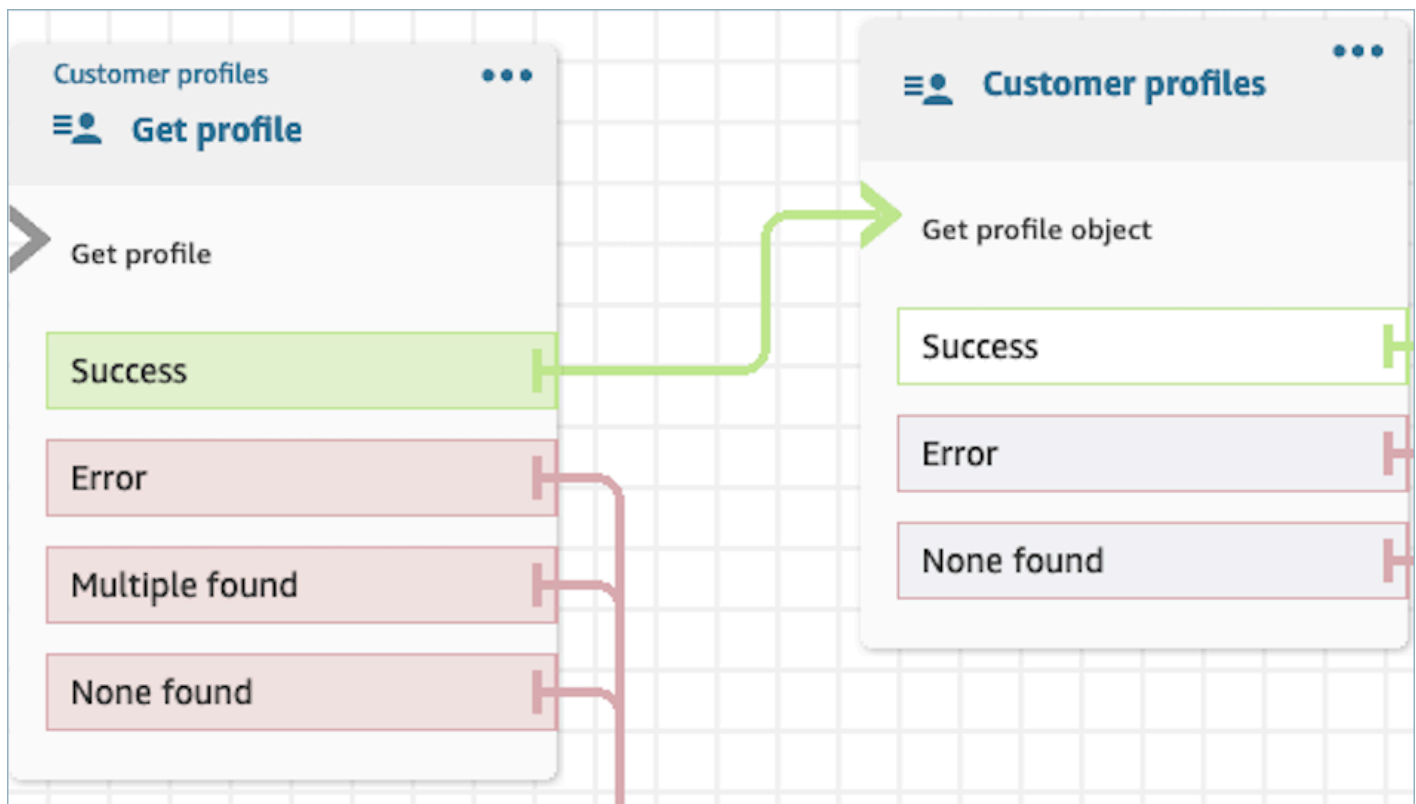 Customer profiles
Get profile
Get profile
Success
Error
Multiple found
None found
Customer profiles
Get profile object
Success
Error
None found